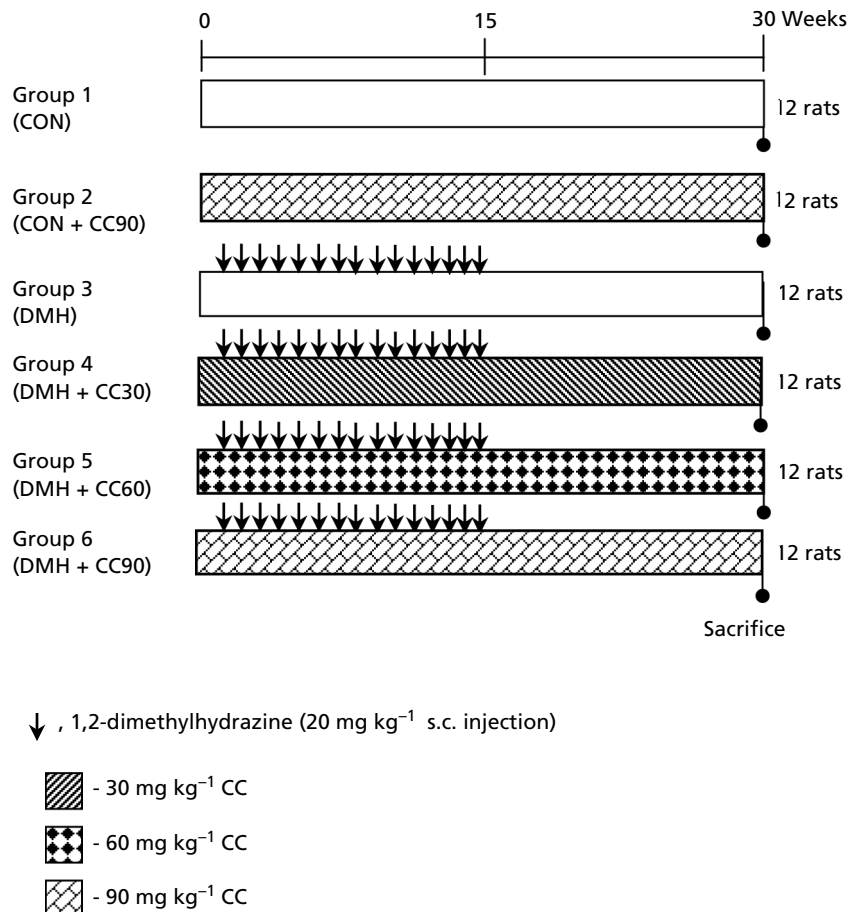 0 15 30 Weeks
Group 1
(CON)
12 rats
Group 2
(CON + CC90)
12 rats
Group 3
(DMH)
12 rats
Group 4
(DMH + CC30)
12 rats
Group 5
(DMH + CC60)
12 rats
Group 6
(DMH + CC90)
12 rats
Sacrifice
, 1,2-dimethylhydrazine (20 mg kg⁻¹ s.c. injection)
- 30 mg kg⁻¹ CC
- 60 mg kg⁻¹ CC
- 90 mg kg⁻¹ CC